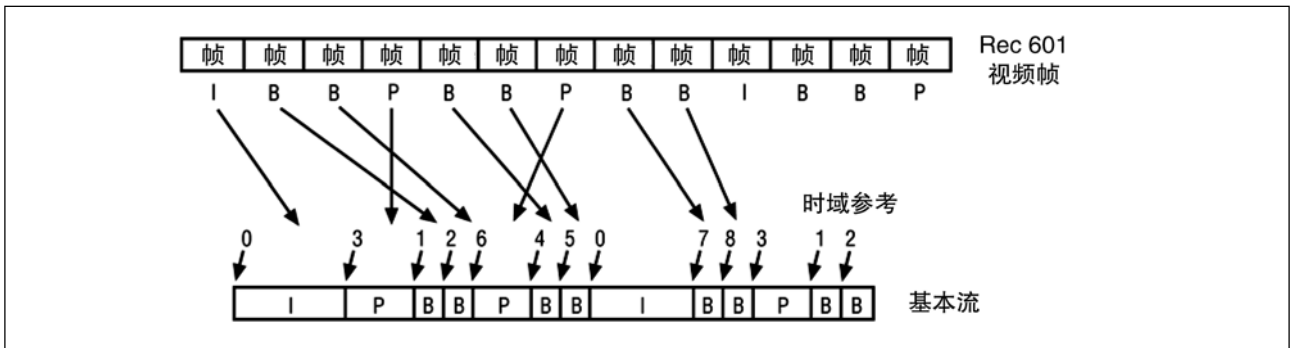 帧 帧 帧 帧 帧 帧 帧 帧 帧 帧 帧 帧 Rec 601
视频帧
I B B P B B P B B I B B P
时域参考
0 3 1 2 6 4 5 0 7 8 3 1 2
I P B B P B B I B B P B B 基本流